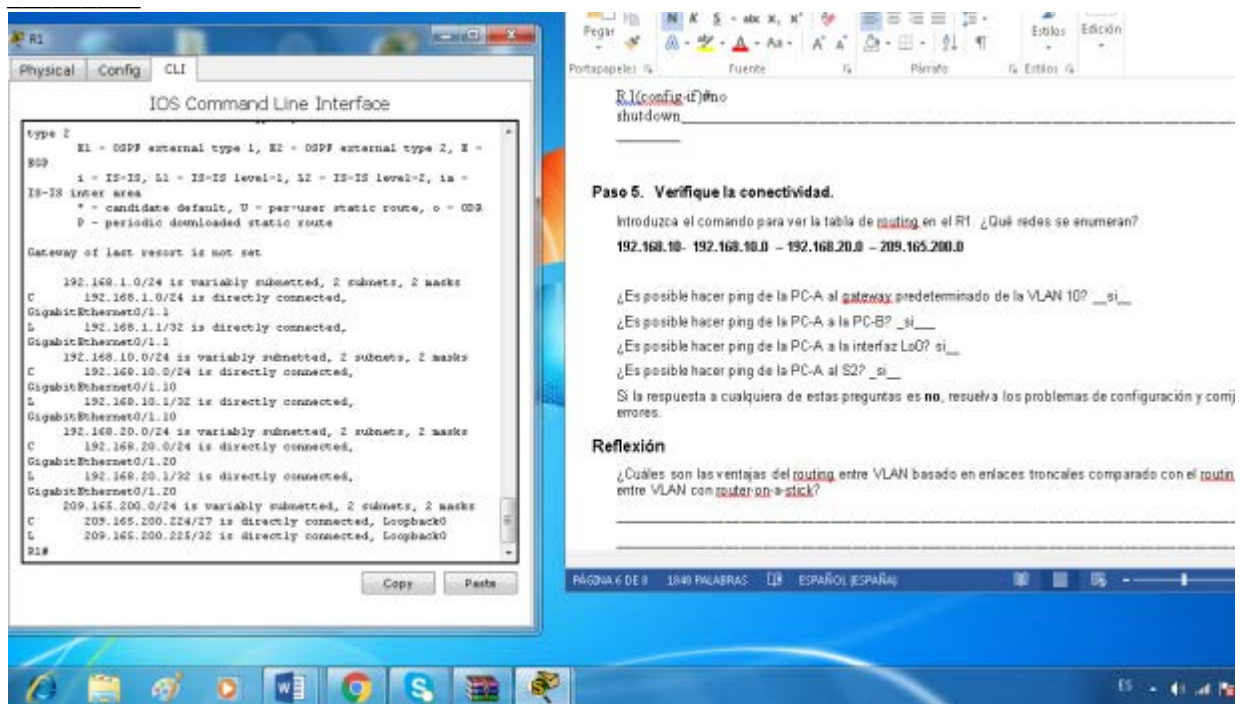 R1
Physical Config CLI
IOS Command Line Interface
type 2
E1 - OSPF external type 1, E2 - OSPF external type 2, E -
EGP
i - IS-IS, L1 - IS-IS level-1, L2 - IS-IS level-2, ia -
IS-IS inter area
* - candidate default, U - per-user static route, o - ODR
P - periodic downloaded static route
Gateway of last resort is not set
192.168.1.0/24 is variably subnetted, 2 subnets, 2 masks
C 192.168.1.0/24 is directly connected,
GigabitEthernet0/1.1
L 192.168.1.1/32 is directly connected,
GigabitEthernet0/1.1
192.168.10.0/24 is variably subnetted, 2 subnets, 2 masks
C 192.168.10.0/24 is directly connected,
GigabitEthernet0/1.10
L 192.168.10.1/32 is directly connected,
GigabitEthernet0/1.10
192.168.20.0/24 is variably subnetted, 2 subnets, 2 masks
C 192.168.20.0/24 is directly connected,
GigabitEthernet0/1.20
L 192.168.20.1/32 is directly connected,
GigabitEthernet0/1.20
209.165.200.0/24 is variably subnetted, 2 subnets, 2 masks
C 209.165.200.224/27 is directly connected, Loopback0
L 209.165.200.225/32 is directly connected, Loopback0
R1#
Copy Paste
Pegar
N K S abc x, x'
A Aa A A
Estilos Edición
Portapapeles Fuente Párrafo Estilos
R1(config-if)#no
shutdown
Paso 5. Verifique la conectividad.
Introduzca el comando para ver la tabla de routing en el R1. ¿Qué redes se enumeran?
192.168.10- 192.168.10.0 – 192.168.20.0 – 209.165.200.0
¿Es posible hacer ping de la PC-A al gateway predeterminado de la VLAN 10? __si__
¿Es posible hacer ping de la PC-A a la PC-B? _si___
¿Es posible hacer ping de la PC-A a la interfaz Lo0? si__
¿Es posible hacer ping de la PC-A al S2? _si__
Si la respuesta a cualquiera de estas preguntas es no, resuelva los problemas de configuración y corrij
errores.
Reflexión
¿Cuáles son las ventajas del routing entre VLAN basado en enlaces troncales comparado con el routin
entre VLAN con router-on-a-stick?
PÁGINA 6 DE 8 1848 PALABRAS ESPAÑOL (ESPAÑA)
ES